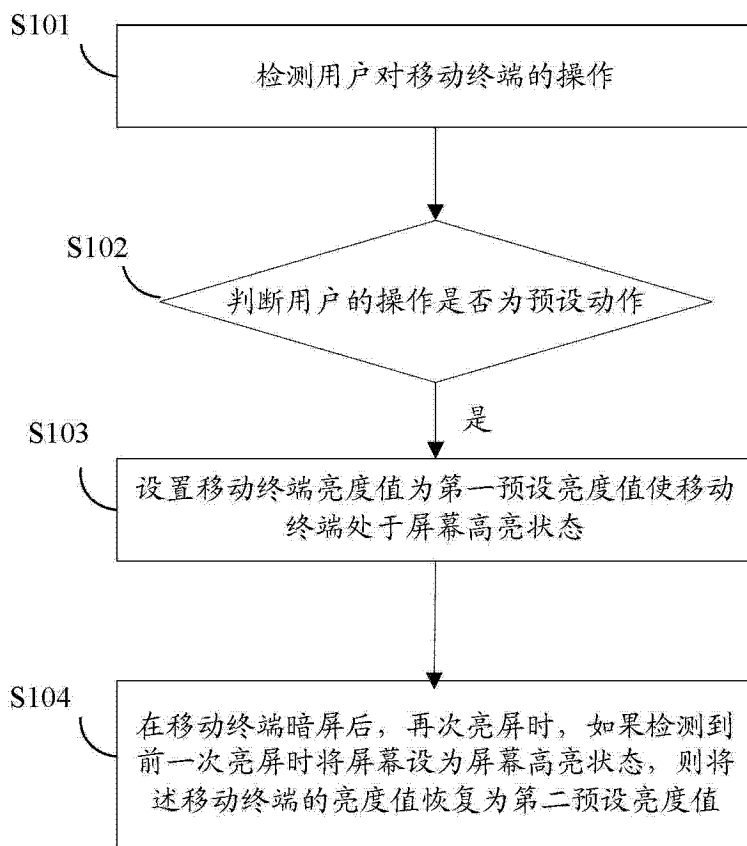 S101
检测用户对移动终端的操作
S102
判断用户的操作是否为预设动作
是
S103
设置移动终端亮度值为第一预设亮度值使移动
终端处于屏幕高亮状态
S104
在移动终端暗屏后，再次亮屏时，如果检测到
前一次亮屏时将屏幕设为屏幕高亮状态，则将
述移动终端的亮度值恢复为第二预设亮度值